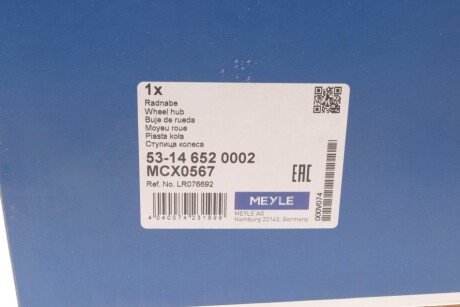 1x
Radnabe
Wheel hub
Buje de rueda
Moyeu roue
Piasta koła
Ступица колеса
53-14 652 0002
MCX0567
Ref. No. LR076692
EAC
000V074
MEYLE
MEYLE AG
Hamburg 22143, Germany
4 040074 231999